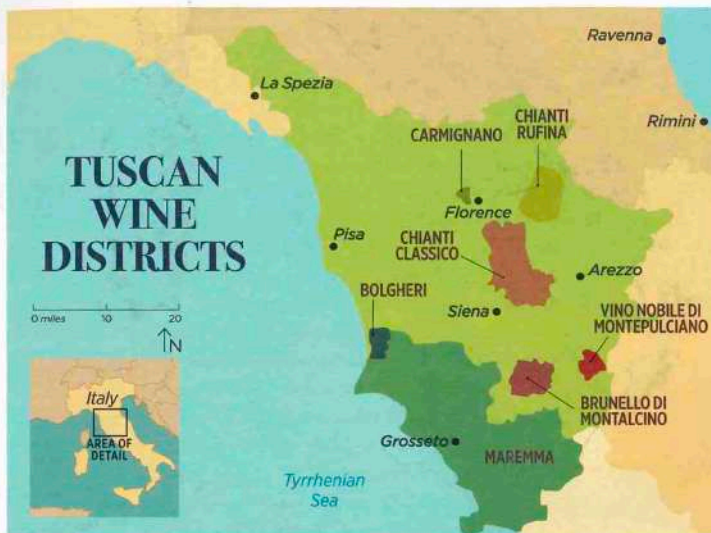 TUSCAN
WINE
DISTRICTS
0 miles 10 20
N
Italy
AREA OF
DETAIL
La Spezia
Ravenna
Rimini
CARMIGNANO
CHIANTI
RUFINA
Florence
Pisa
CHIANTI
CLASSICO
Arezzo
BOLGHERI
Siena
VINO NOBILE DI
MONTEPULCIANO
BRUNELLO DI
MONTALCINO
Grosseto
MAREMMA
Tyrrhenian
Sea